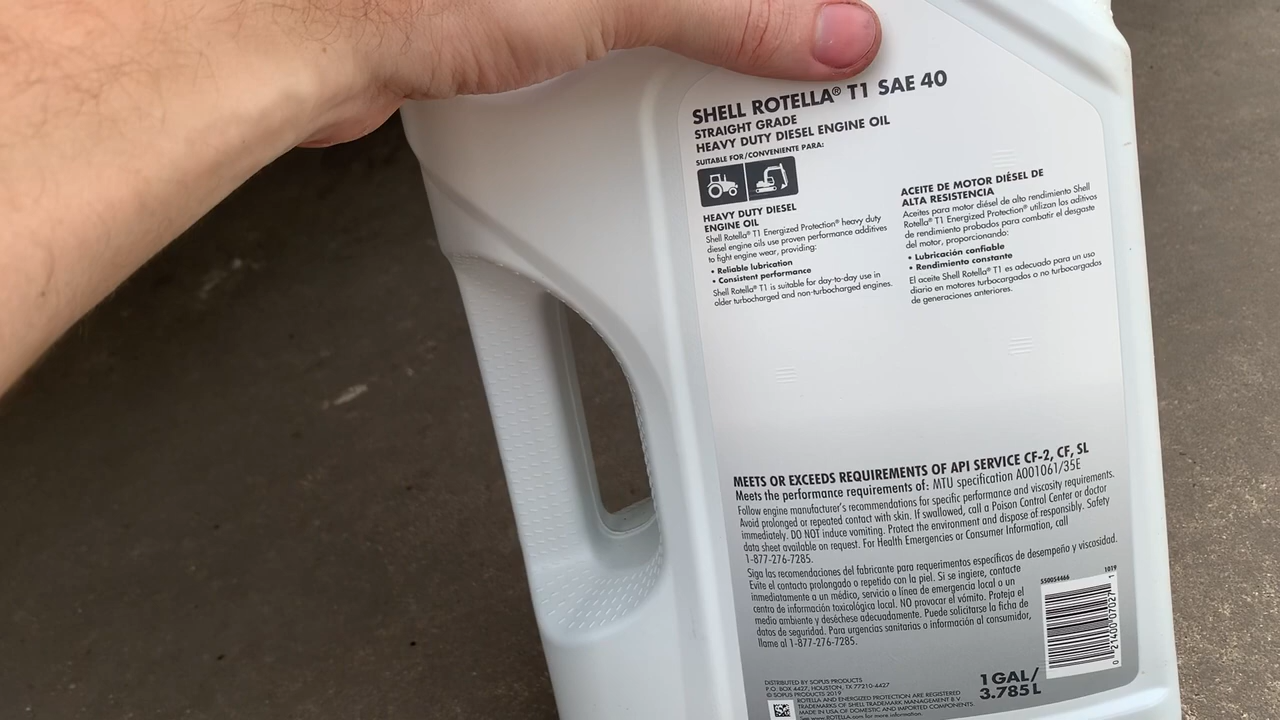 SHELL ROTELLA® T1 SAE 40
STRAIGHT GRADE
HEAVY DUTY DIESEL ENGINE OIL
SUITABLE FOR/CONVENIENTE PARA:
HEAVY DUTY DIESEL
ENGINE OIL
Shell Rotella® T1 Energized Protection® heavy duty
diesel engine oils use proven performance additives
to fight engine wear, providing:
• Reliable lubrication
• Consistent performance
Shell Rotella® T1 is suitable for day-to-day use in
older turbocharged and non-turbocharged engines.
ACEITE DE MOTOR DIÉSEL DE
ALTA RESISTENCIA
Aceites para motor diésel de alto rendimiento Shell
Rotella® T1 Energized Protection® utilizan los aditivos
de rendimiento probados para combatir el desgaste
del motor, proporcionando:
• Lubricación confiable
• Rendimiento constante
El aceite Shell Rotella® T1 es adecuado para un uso
diario en motores turbocargados o no turbocargados
de generaciones anteriores.
MEETS OR EXCEEDS REQUIREMENTS OF API SERVICE CF-2, CF, SL
Meets the performance requirements of: MTU specification A001061/35E
Follow engine manufacturer's recommendations for specific performance and viscosity requirements.
Avoid prolonged or repeated contact with skin. If swallowed, call a Poison Control Center or doctor
immediately. DO NOT induce vomiting. Protect the environment and dispose of responsibly. Safety
data sheet available on request. For Health Emergencies or Consumer Information, call
1-877-276-7285.
Siga las recomendaciones del fabricante para requerimientos específicos de desempeño y viscosidad.
Evite el contacto prolongado o repetido con la piel. Si se ingiere, contacte
inmediatamente a un médico, servicio o línea de emergencia local o un
centro de información toxicológica local. NO provocar el vómito. Proteja el
medio ambiente y deséchese adecuadamente. Puede solicitarse la ficha de
datos de seguridad. Para urgencias sanitarias o información al consumidor,
llame al 1-877-276-7285.
550054466 1019
0 21400 07027 1
DISTRIBUTED BY SOPUS PRODUCTS
P.O. BOX 4427, HOUSTON, TX 77210-4427
© SOPUS PRODUCTS 2019
ROTELLA AND ENERGIZED PROTECTION ARE REGISTERED
TRADEMARKS OF SHELL TRADEMARK MANAGEMENT B.V.
MADE IN USA OF DOMESTIC AND IMPORTED COMPONENTS.
See www.ROTELLA.com for more information
1 GAL/
3.785 L